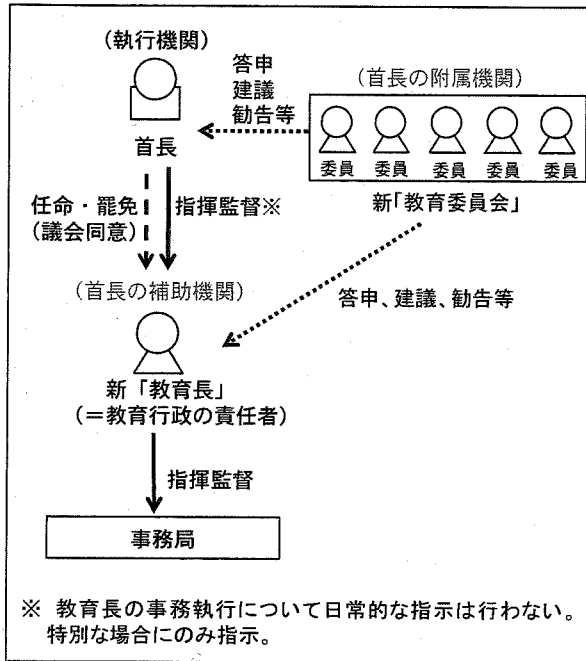 (執行機関)
首長
答申
建議
勧告等
(首長の附属機関)
委員 委員 委員 委員 委員
新「教育委員会」
任命・罷免
(議会同意)
指揮監督※
(首長の補助機関)
答申、建議、勧告等
新「教育長」
(=教育行政の責任者)
指揮監督
事務局
※ 教育長の事務執行について日常的な指示は行わない。
特別な場合にのみ指示。